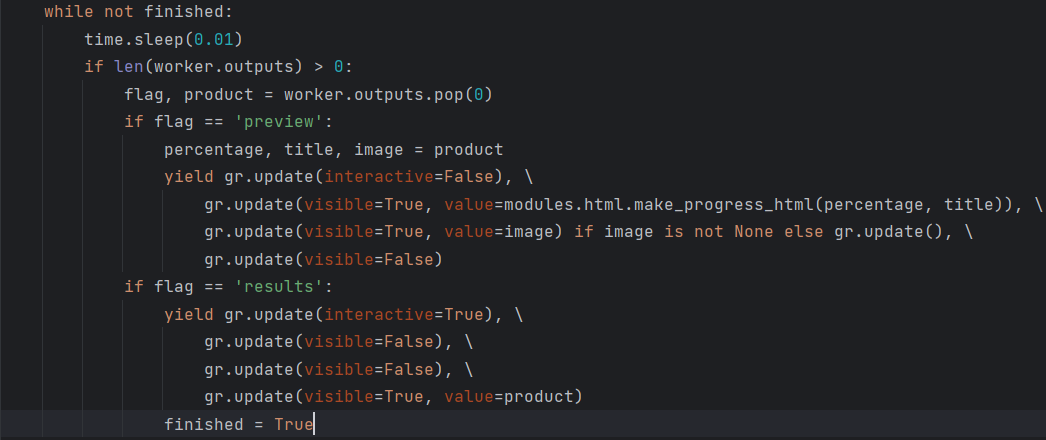 while not finished:
    time.sleep(0.01)
    if len(worker.outputs) > 0:
        flag, product = worker.outputs.pop(0)
        if flag == 'preview':
            percentage, title, image = product
            yield gr.update(interactive=False), \
                gr.update(visible=True, value=modules.html.make_progress_html(percentage, title)), \
                gr.update(visible=True, value=image) if image is not None else gr.update(), \
                gr.update(visible=False)
        if flag == 'results':
            yield gr.update(interactive=True), \
                gr.update(visible=False), \
                gr.update(visible=False), \
                gr.update(visible=True, value=product)
            finished = True